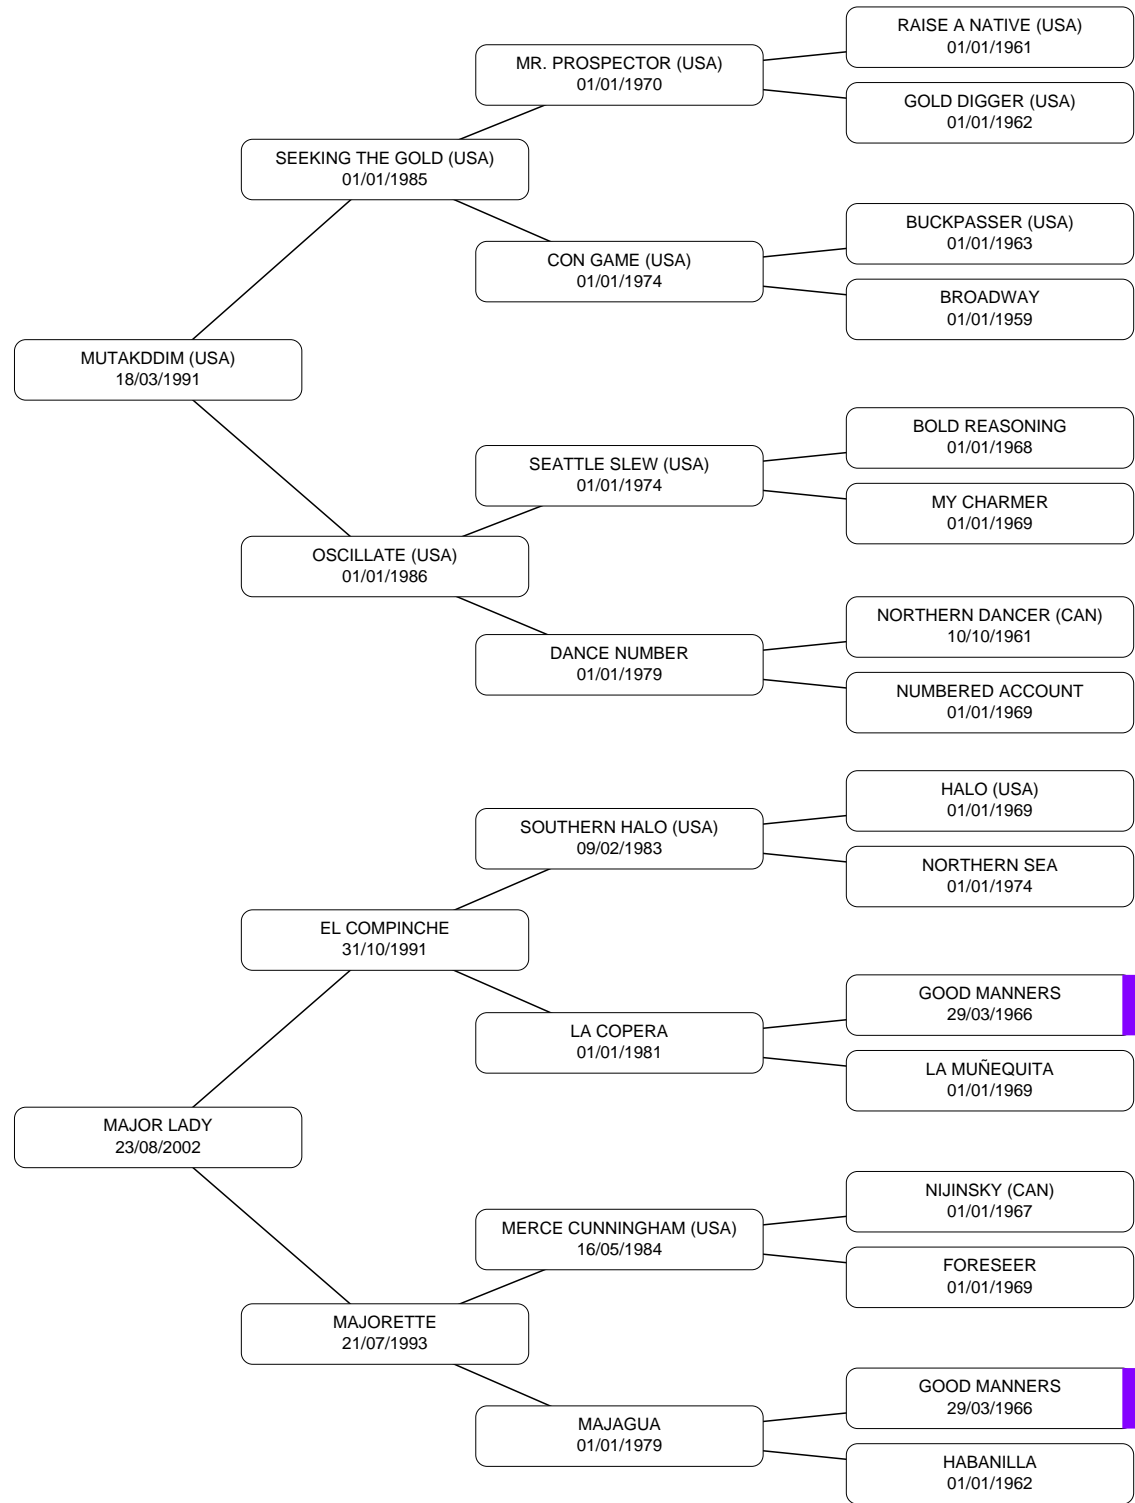 RAISE A NATIVE (USA)
01/01/1961
MR. PROSPECTOR (USA)
01/01/1970
GOLD DIGGER (USA)
01/01/1962
SEEKING THE GOLD (USA)
01/01/1985
BUCKPASSER (USA)
01/01/1963
CON GAME (USA)
01/01/1974
BROADWAY
01/01/1959
MUTAKDDIM (USA)
18/03/1991
BOLD REASONING
01/01/1968
SEATTLE SLEW (USA)
01/01/1974
MY CHARMER
01/01/1969
OSCILLATE (USA)
01/01/1986
NORTHERN DANCER (CAN)
10/10/1961
DANCE NUMBER
01/01/1979
NUMBERED ACCOUNT
01/01/1969
HALO (USA)
01/01/1969
SOUTHERN HALO (USA)
09/02/1983
NORTHERN SEA
01/01/1974
EL COMPINCHE
31/10/1991
GOOD MANNERS
29/03/1966
LA COPERA
01/01/1981
LA MUÑEQUITA
01/01/1969
MAJOR LADY
23/08/2002
NIJINSKY (CAN)
01/01/1967
MERCE CUNNINGHAM (USA)
16/05/1984
FORESEER
01/01/1969
MAJORETTE
21/07/1993
GOOD MANNERS
29/03/1966
MAJAGUA
01/01/1979
HABANILLA
01/01/1962